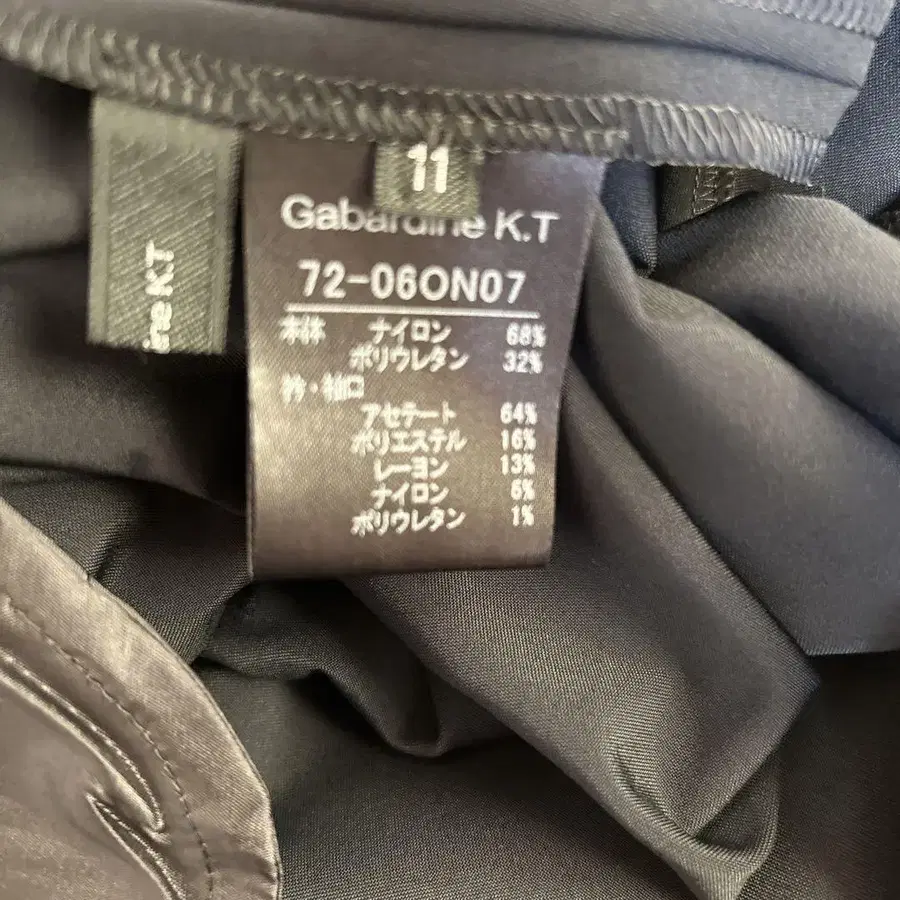 11
Gabardine K.T
72-06ON07
本体 ナイロン 68%
ポリウレタン 32%
衿・袖口
アセテート 64%
ポリエステル 16%
レーヨン 13%
ナイロン 6%
ポリウレタン 1%
ine K.T